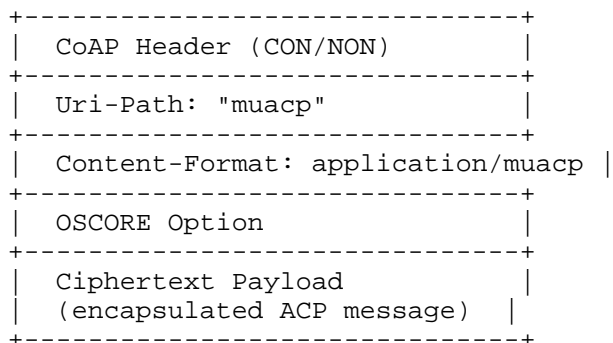 CoAP Header (CON/NON)
Uri-Path: "muacp"
Content-Format: application/muacp
OSCORE Option
Ciphertext Payload
(encapsulated ACP message)